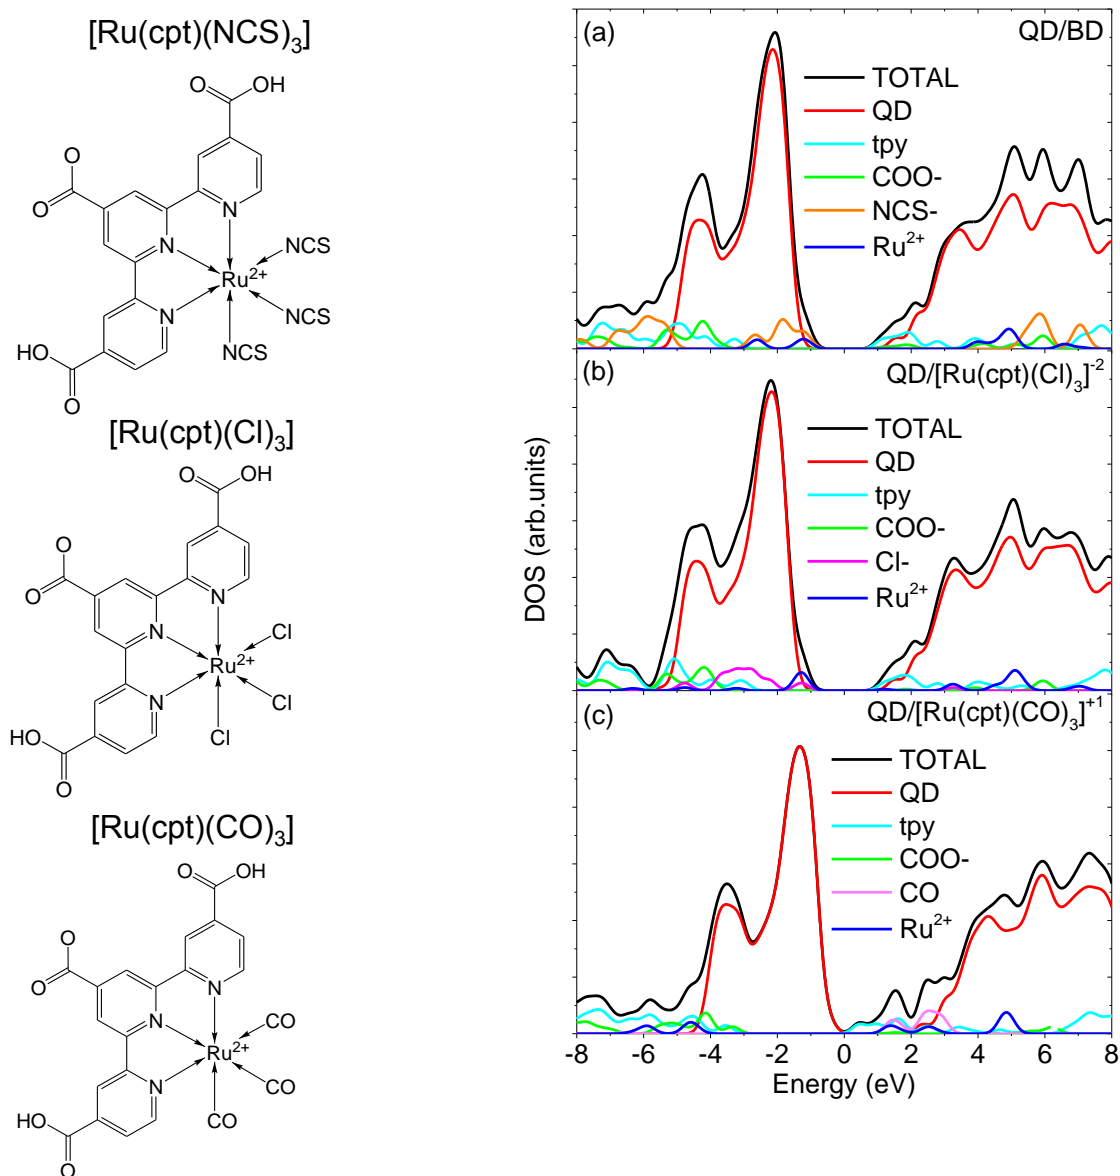 [Ru(cpt)(NCS)₃]
O
OH
O
O
N
N
N
Ru²⁺
NCS
NCS
NCS
HO
O
[Ru(cpt)(Cl)₃]
O
OH
O
O
N
N
N
Ru²⁺
Cl
Cl
Cl
HO
O
[Ru(cpt)(CO)₃]
O
OH
O
O
N
N
N
Ru²⁺
CO
CO
CO
HO
O
(a) QD/BD
TOTAL
QD
tpy
COO-
NCS-
Ru²⁺
(b) QD/[Ru(cpt)(Cl)₃]⁻²
TOTAL
QD
tpy
COO-
Cl-
Ru²⁺
(c) QD/[Ru(cpt)(CO)₃]⁺¹
TOTAL
QD
tpy
COO-
CO
Ru²⁺
DOS (arb.units)
-8 -6 -4 -2 0 2 4 6 8
Energy (eV)